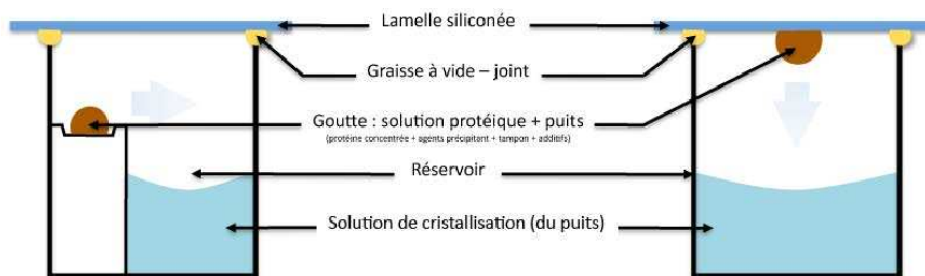 Lamelle siliconée
Graisse à vide – joint
Goutte : solution protéique + puits
(protéine concentrée + agents précipitant + tampon + additifs)
Réservoir
Solution de cristallisation (du puits)